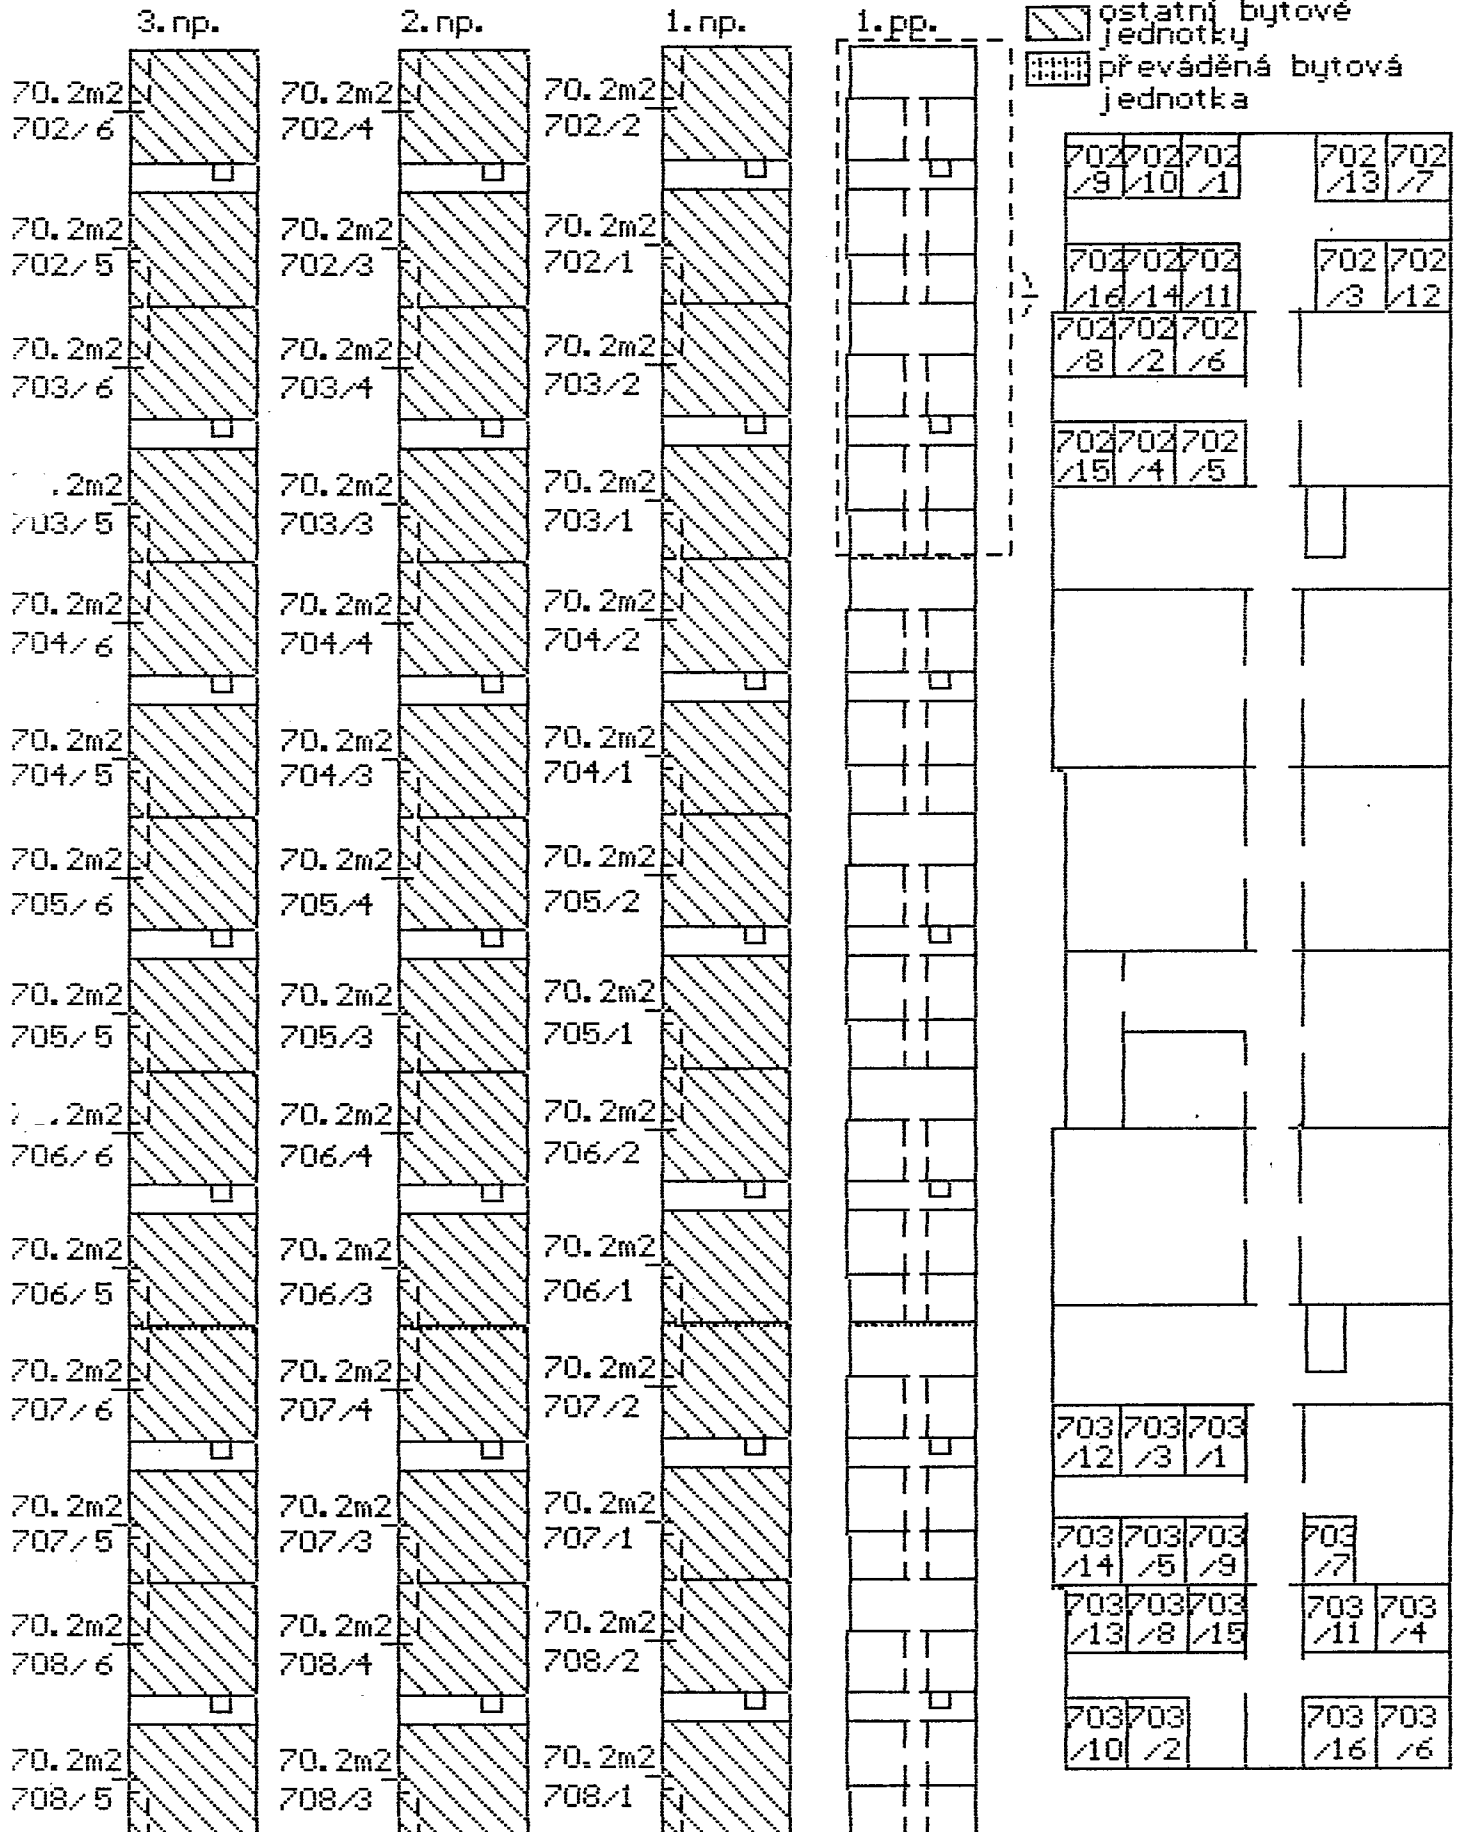 3.np. 2.np. 1.np. 1.pp.
ostatní bytové
jednotky
převáděná bytová
jednotka
70.2m2 70.2m2 70.2m2
702/6 702/4 702/2
70.2m2 70.2m2 70.2m2
702/5 702/3 702/1
70.2m2 70.2m2 70.2m2
703/6 703/4 703/2
.2m2 70.2m2 70.2m2
703/5 703/3 703/1
70.2m2 70.2m2 70.2m2
704/6 704/4 704/2
70.2m2 70.2m2 70.2m2
704/5 704/3 704/1
70.2m2 70.2m2 70.2m2
705/6 705/4 705/2
70.2m2 70.2m2 70.2m2
705/5 705/3 705/1
.2m2 70.2m2 70.2m2
706/6 706/4 706/2
70.2m2 70.2m2 70.2m2
706/5 706/3 706/1
70.2m2 70.2m2 70.2m2
707/6 707/4 707/2
70.2m2 70.2m2 70.2m2
707/5 707/3 707/1
70.2m2 70.2m2 70.2m2
708/6 708/4 708/2
70.2m2 70.2m2 70.2m2
708/5 708/3 708/1
702 702 702 702 702
/9 /10 /1 /13 /7
702 702 702 702 702
/16 /14 /11 /3 /12
702 702 702
/8 /2 /6
702 702 702
/15 /4 /5
703 703 703
/12 /3 /1
703 703 703 703
/14 /5 /9 /7
703 703 703 703 703
/13 /8 /15 /11 /4
703 703 703 703
/10 /2 /16 /6